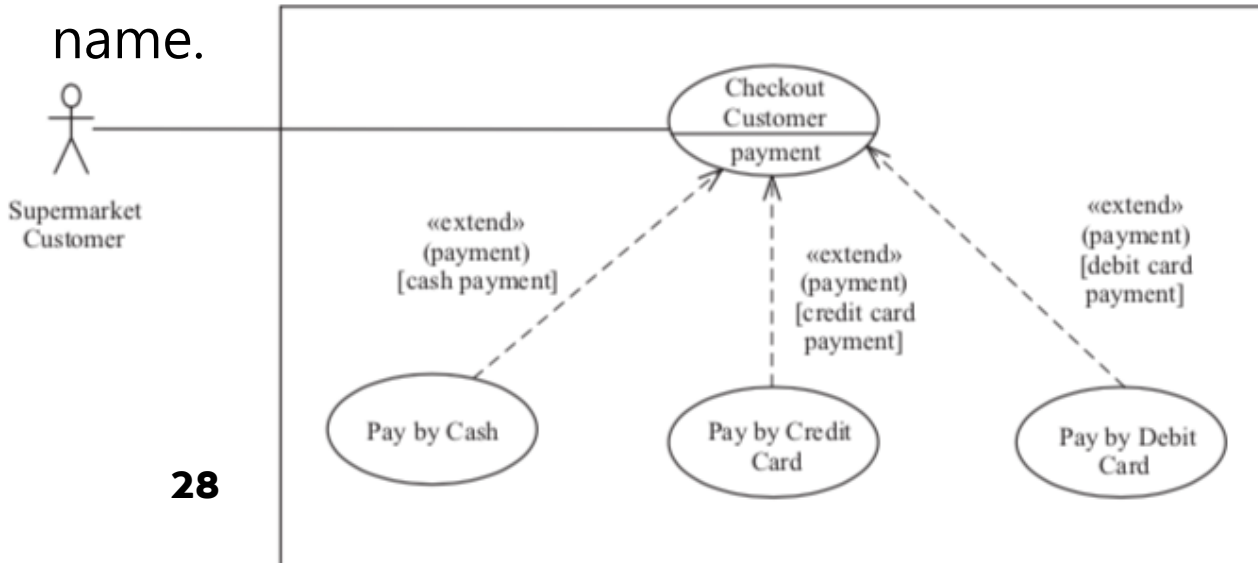 name.
Checkout
Customer
payment
Supermarket
Customer
«extend»
(payment)
[cash payment]
«extend»
(payment)
[credit card
payment]
«extend»
(payment)
[debit card
payment]
Pay by Cash
Pay by Credit
Card
Pay by Debit
Card
28